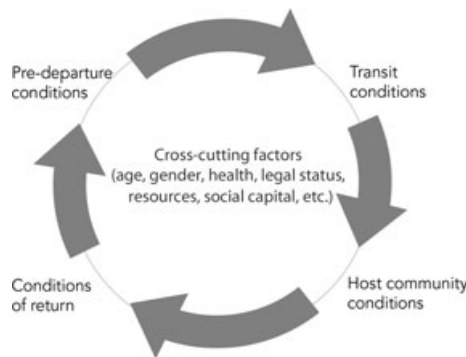 Pre-departure
conditions
Transit
conditions
Cross-cutting factors
(age, gender, health, legal status,
resources, social capital, etc.)
Host community
conditions
Conditions
of return